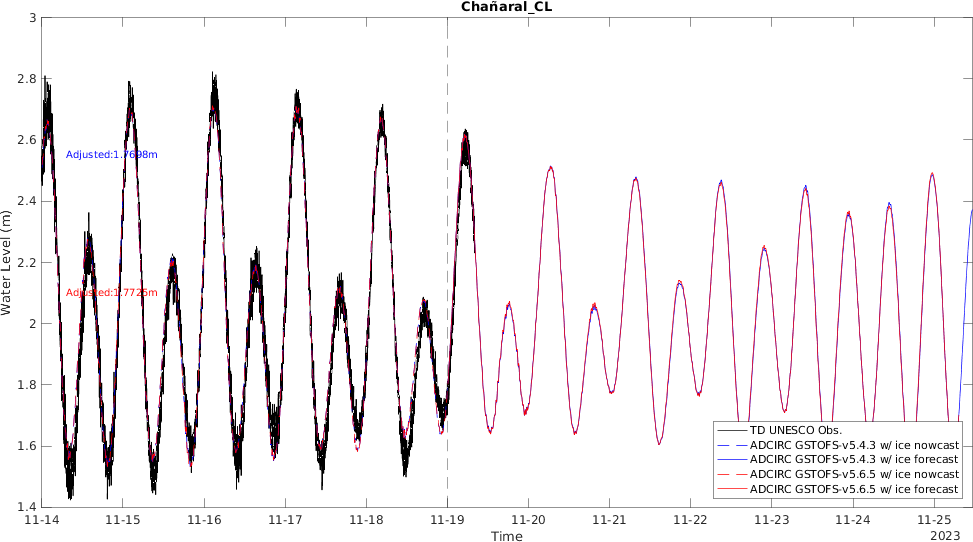 Chañaral_CL
3
2.8
2.6
2.4
2.2
2
1.8
1.6
1.4
Water Level (m)
Adjusted:1.7698m
Adjusted:1.7725m
TD UNESCO Obs.
ADCIRC GSTOFS-v5.4.3 w/ ice nowcast
ADCIRC GSTOFS-v5.4.3 w/ ice forecast
ADCIRC GSTOFS-v5.6.5 w/ ice nowcast
ADCIRC GSTOFS-v5.6.5 w/ ice forecast
11-14 11-15 11-16 11-17 11-18 11-19 11-20 11-21 11-22 11-23 11-24 11-25
Time
2023